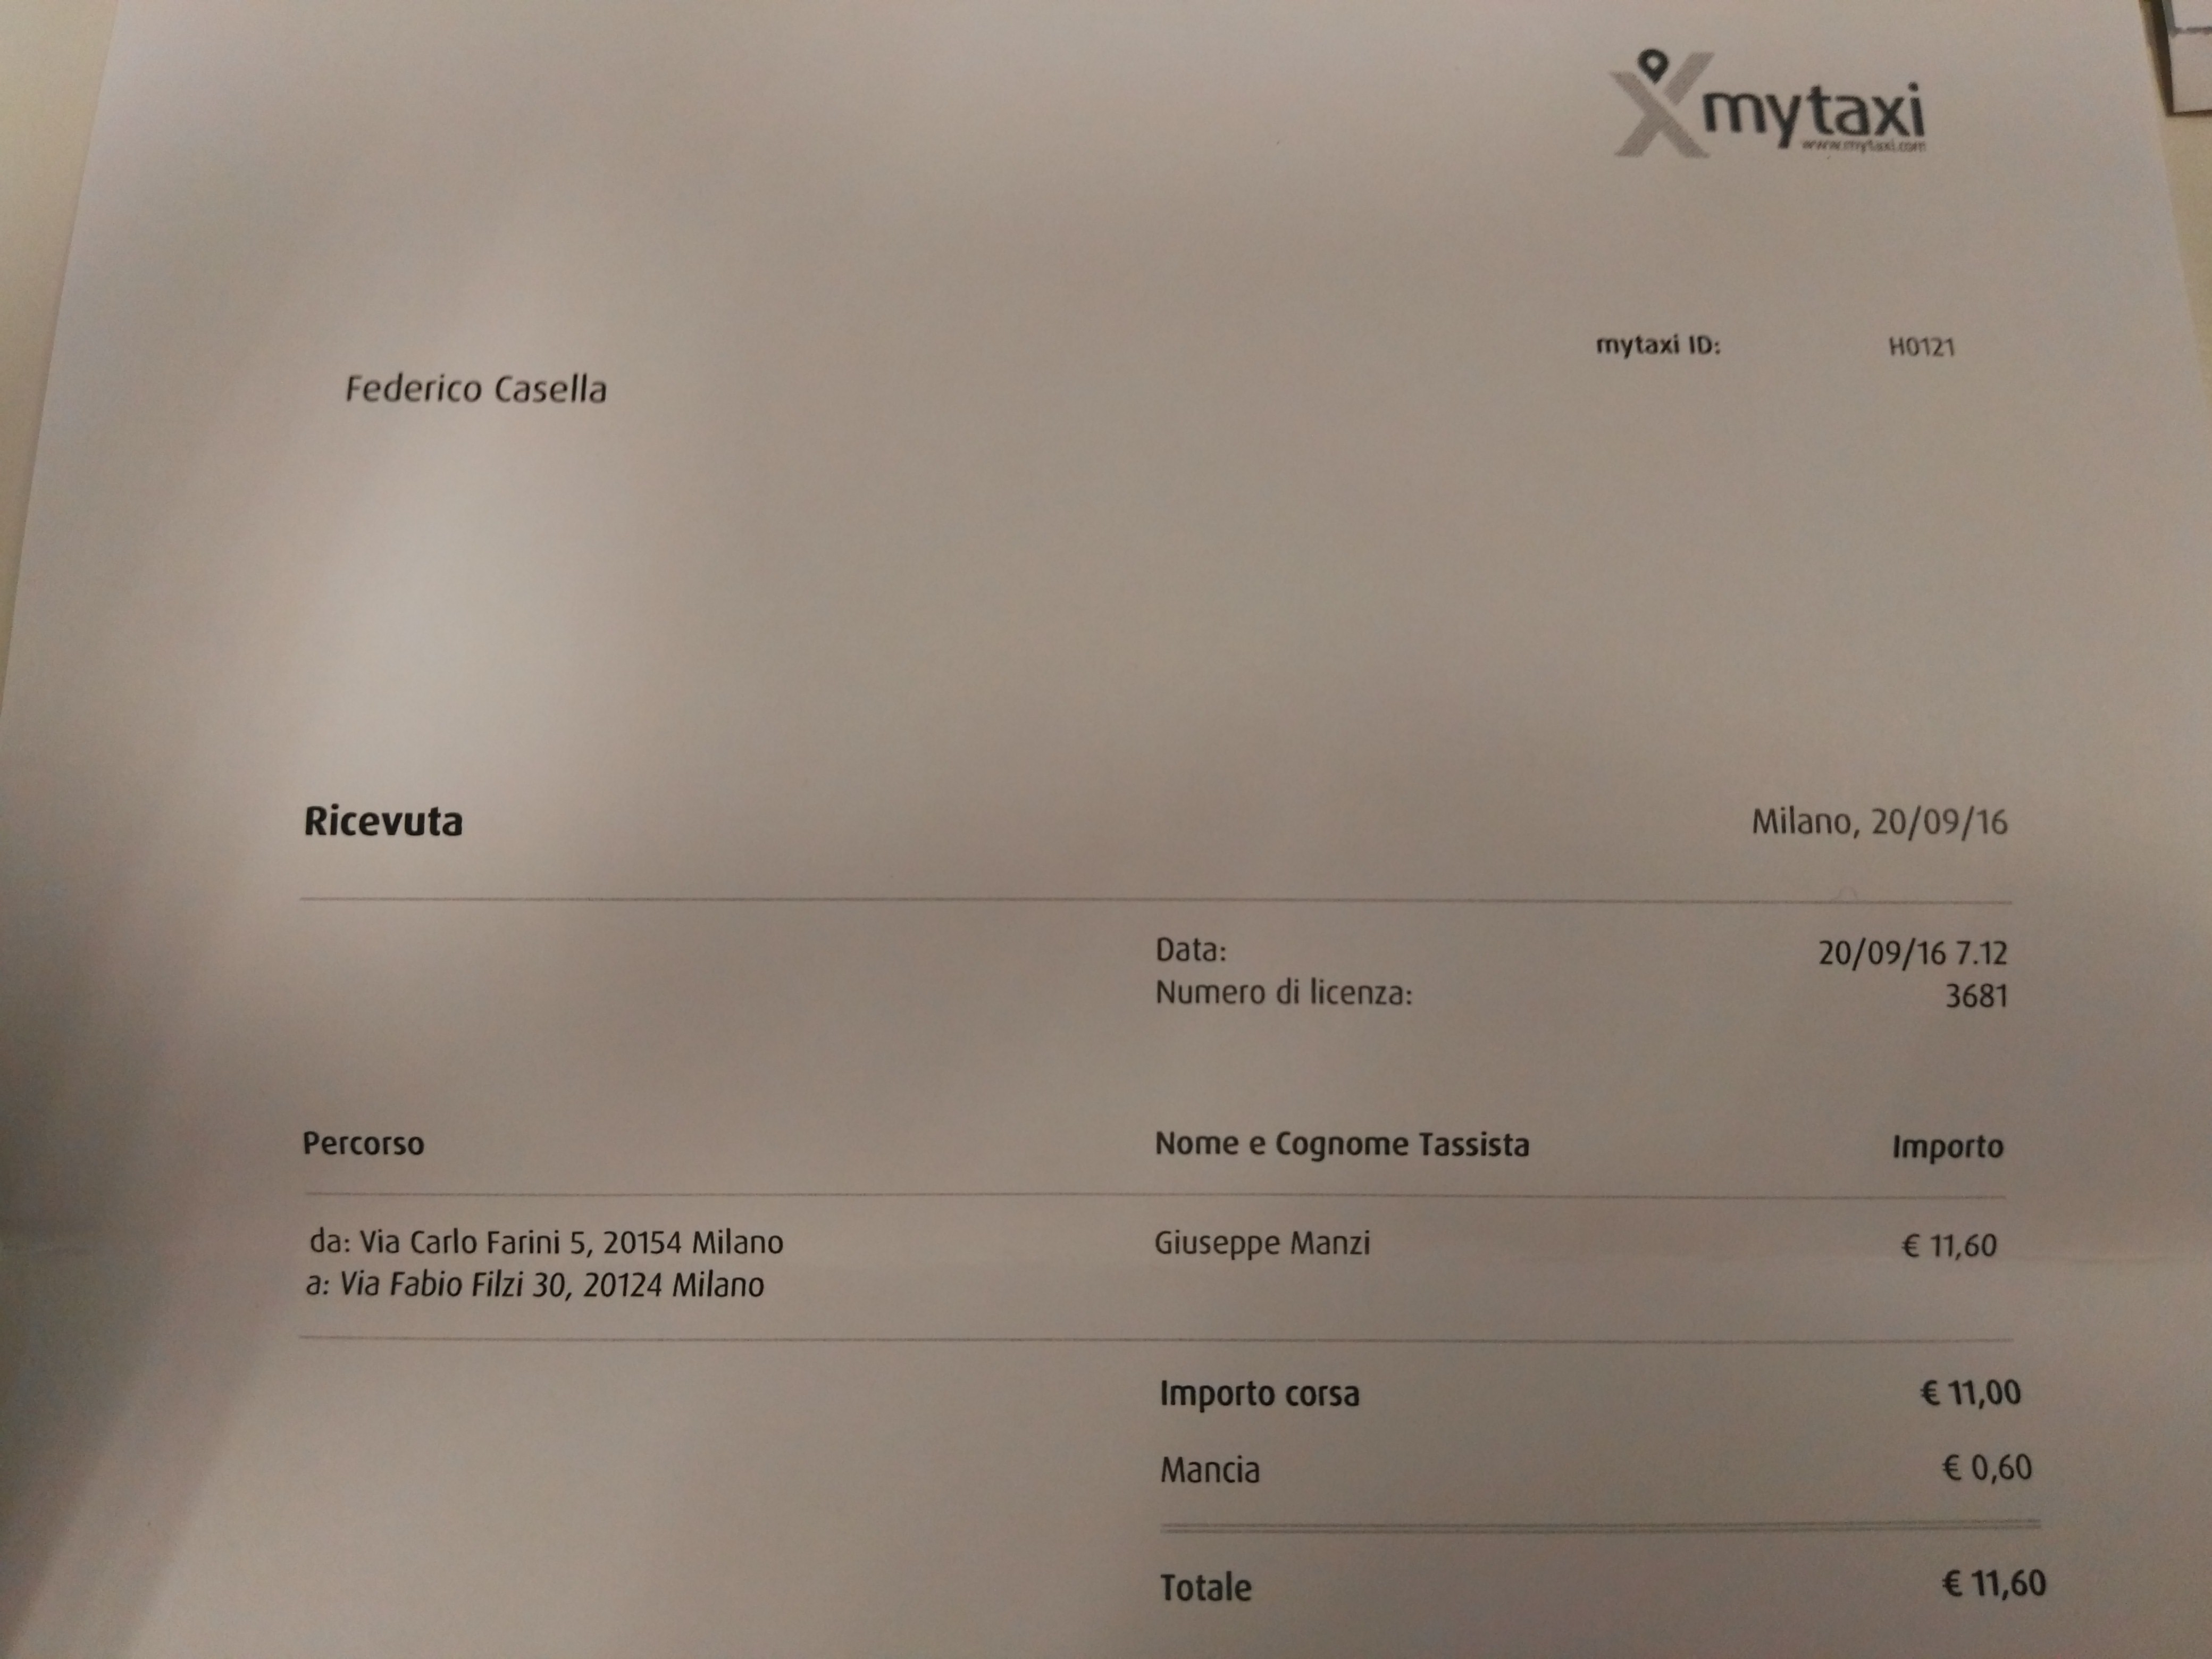 mytaxi
www.mytaxi.com
mytaxi ID: H0121
Federico Casella
Ricevuta Milano, 20/09/16
Data: 20/09/16 7.12
Numero di licenza: 3681
Percorso Nome e Cognome Tassista Importo
da: Via Carlo Farini 5, 20154 Milano Giuseppe Manzi € 11,60
a: Via Fabio Filzi 30, 20124 Milano
Importo corsa € 11,00
Mancia € 0,60
Totale € 11,60